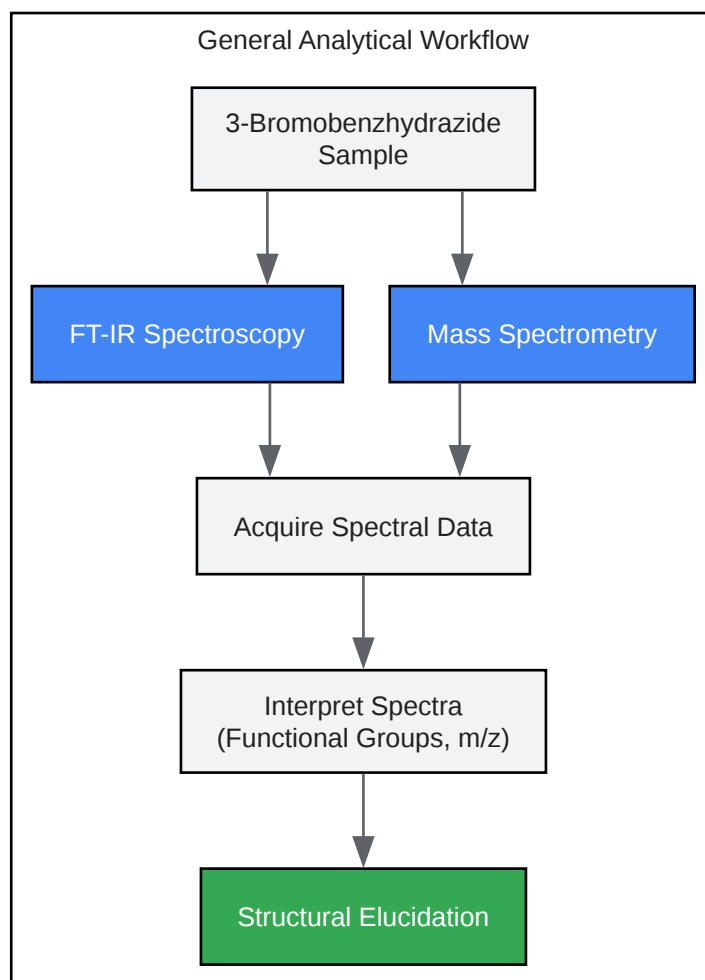 General Analytical Workflow
3-Bromobenzhydrazide
Sample
FT-IR Spectroscopy
Mass Spectrometry
Acquire Spectral Data
Interpret Spectra
(Functional Groups, m/z)
Structural Elucidation